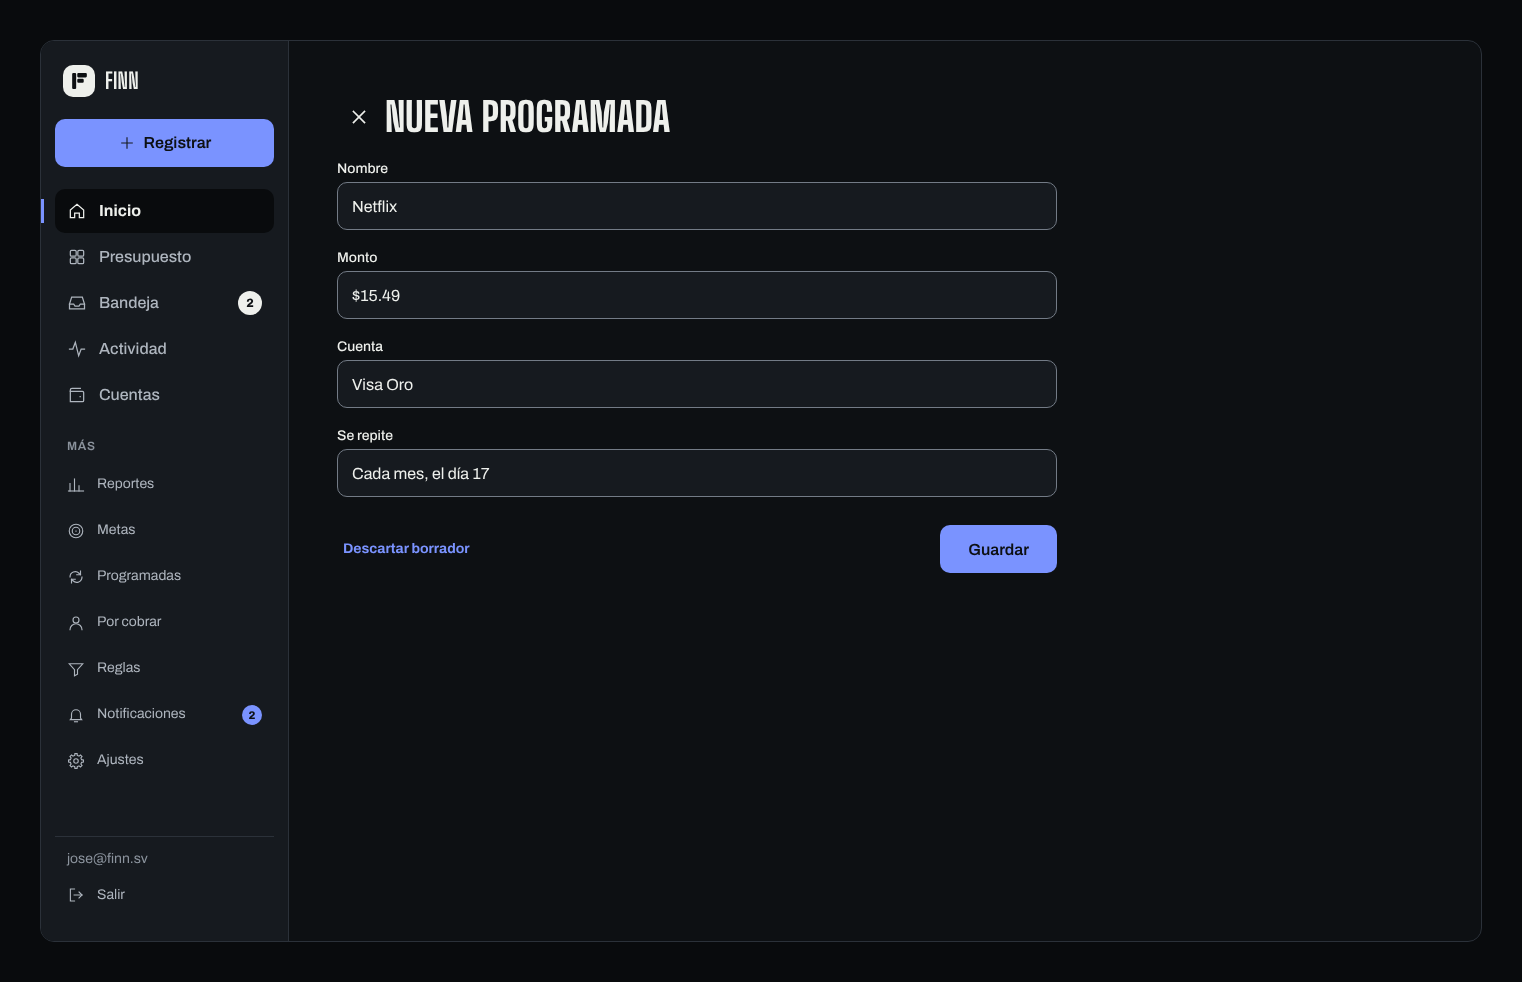 FINN
Registrar
Inicio
Presupuesto
Bandeja 2
Actividad
Cuentas
MÁS
Reportes
Metas
Programadas
Por cobrar
Reglas
Notificaciones 2
Ajustes
jose@finn.sv
Salir
NUEVA PROGRAMADA
Nombre
Netflix
Monto
$15.49
Cuenta
Visa Oro
Se repite
Cada mes, el día 17
Descartar borrador
Guardar